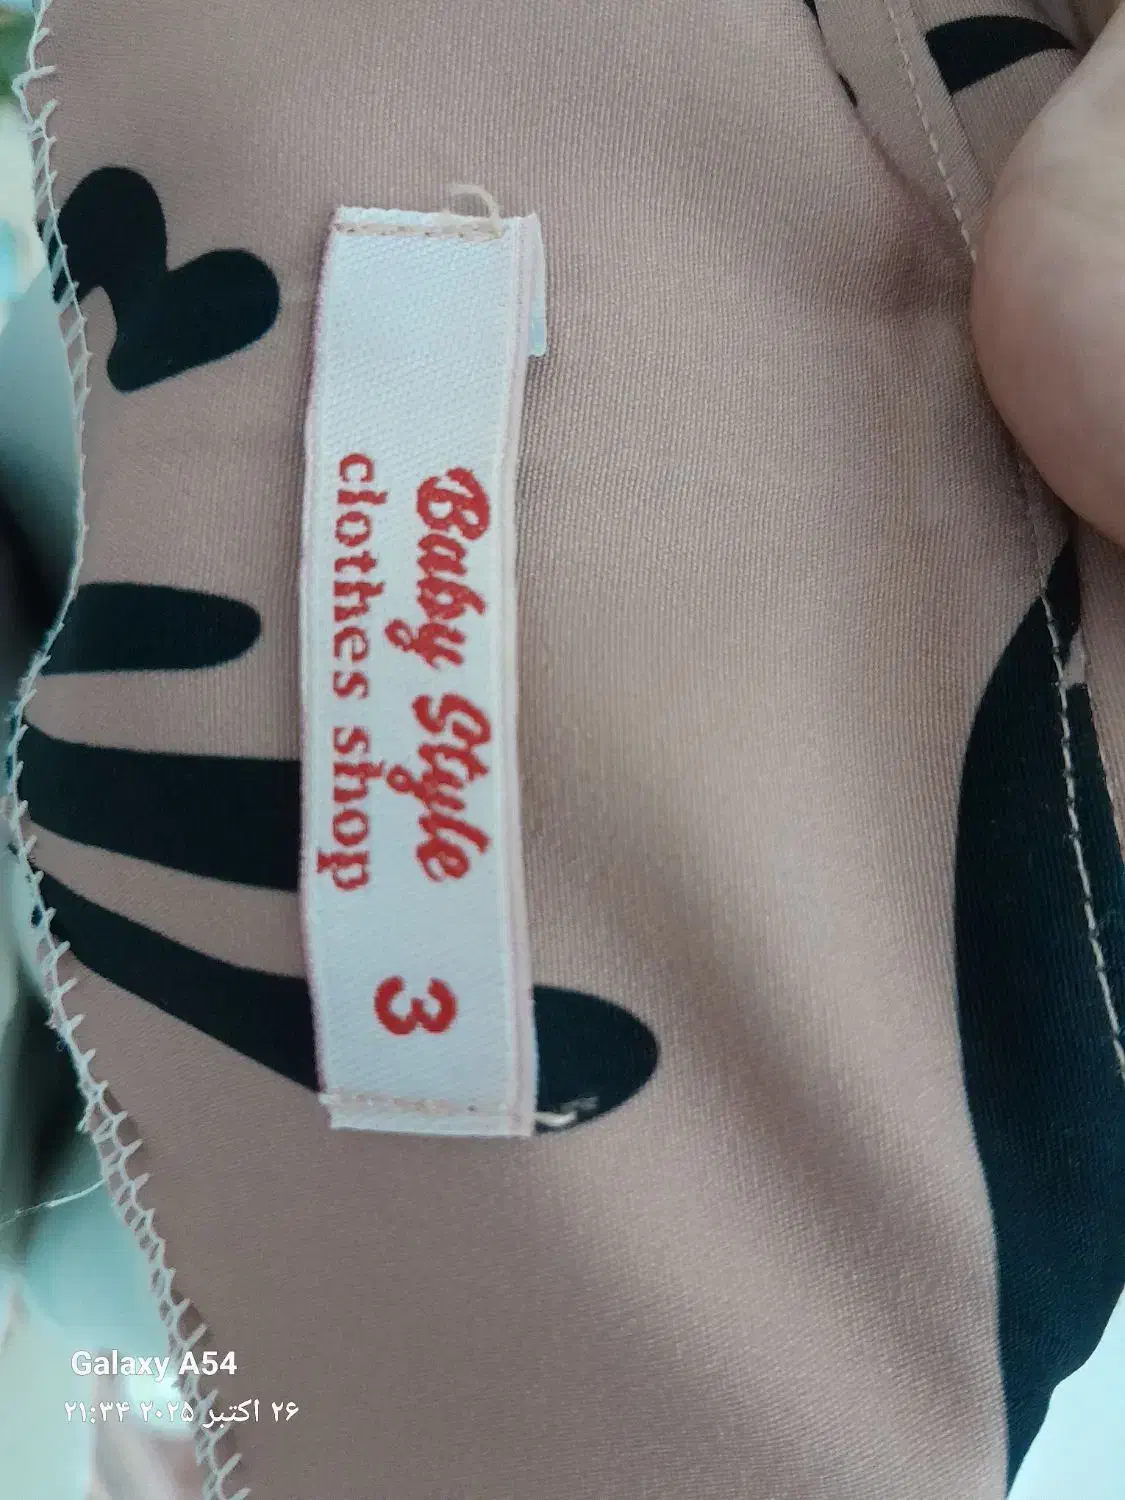 Baby Style
clothes shop
3
Galaxy A54
۲۶ اکتبر ۲۰۲۵ ۲۱:۳۴